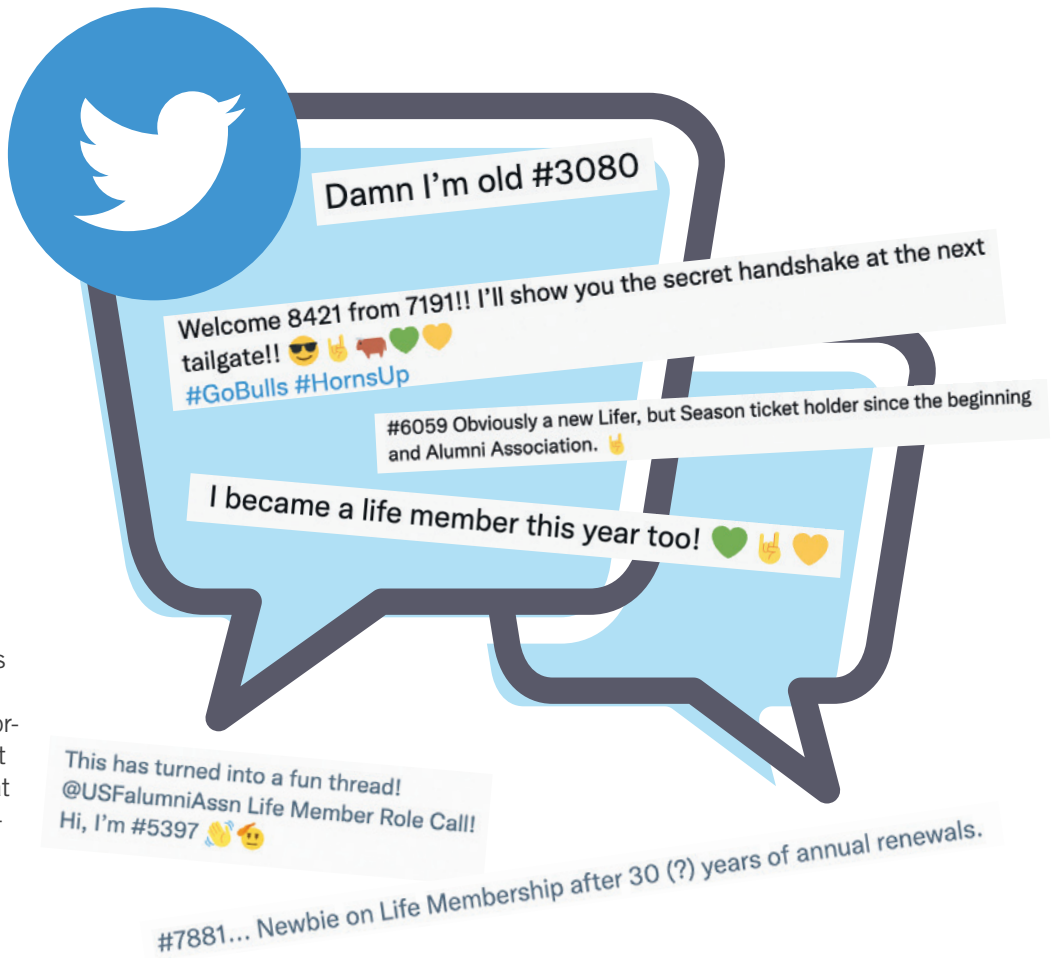 Damn I'm old #3080
Welcome 8421 from 7191!! I'll show you the secret handshake at the next
tailgate!! 😎🤘🐂💚💛
#GoBulls #HornsUp
#6059 Obviously a new Lifer, but Season ticket holder since the beginning
and Alumni Association. 🤘
I became a life member this year too! 💚🤘💛
This has turned into a fun thread!
@USFalumniAssn Life Member Role Call!
Hi, I'm #5397 👋🫡
#7881... Newbie on Life Membership after 30 (?) years of annual renewals.